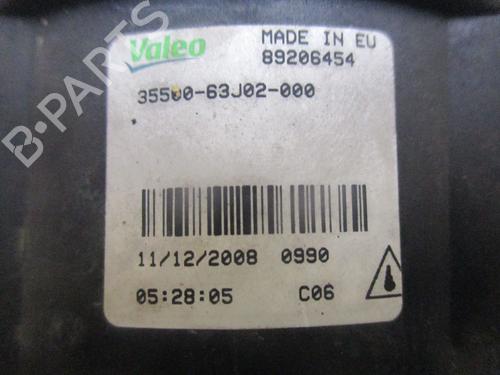 Valeo
MADE IN EU
89206454
35500-63J02-000
11/12/2008 0990
05:28:05 C06
B-PARTS